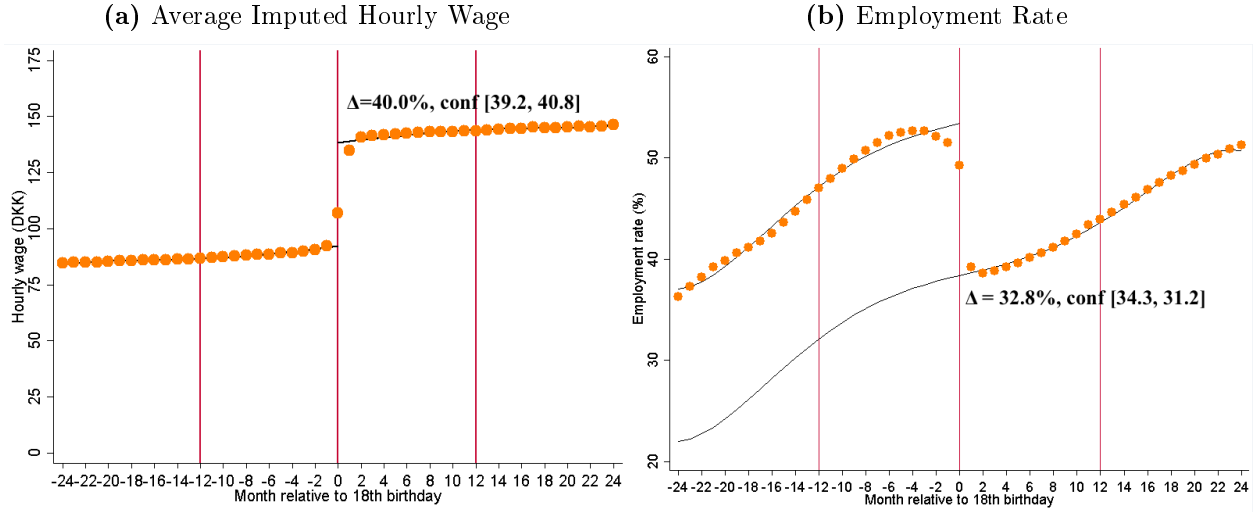 (a) Average Imputed Hourly Wage
Hourly wage (DKK)
175
150
125
100
75
50
25
0
Δ=40.0%, conf [39.2, 40.8]
-24 -22 -20 -18 -16 -14 -12 -10 -8 -6 -4 -2 0 2 4 6 8 10 12 14 16 18 20 22 24
Month relative to 18th birthday
(b) Employment Rate
Employment rate (%)
60
50
40
30
20
Δ = 32.8%, conf [34.3, 31.2]
-24 -22 -20 -18 -16 -14 -12 -10 -8 -6 -4 -2 0 2 4 6 8 10 12 14 16 18 20 22 24
Month relative to 18th birthday